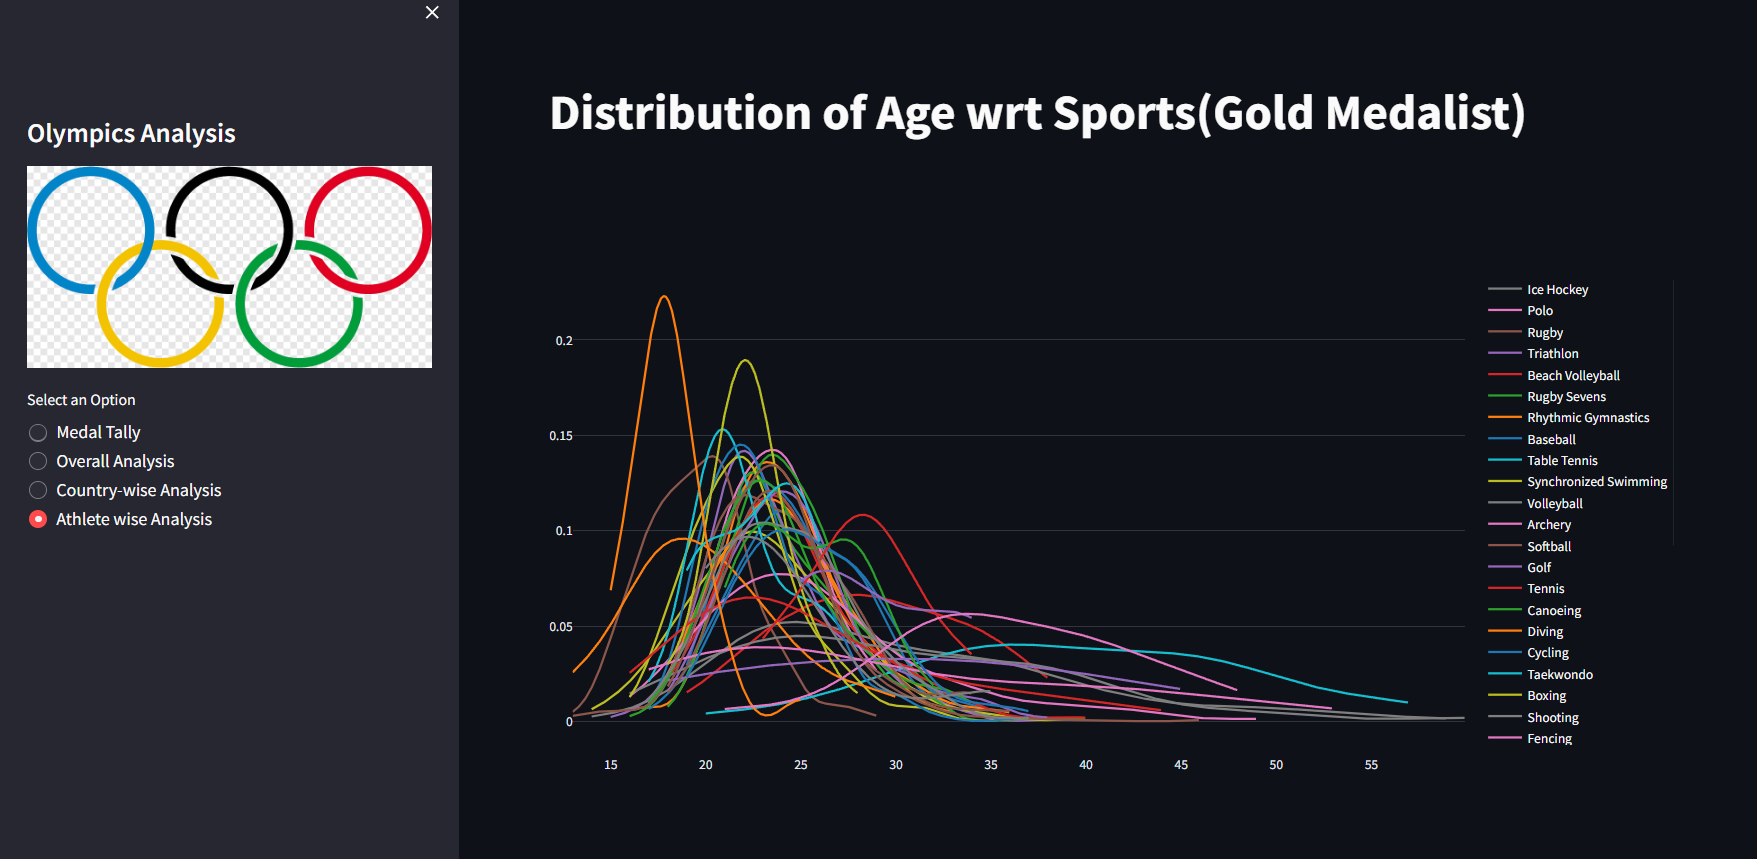 Olympics Analysis
Select an Option
Medal Tally
Overall Analysis
Country-wise Analysis
Athlete wise Analysis
Distribution of Age wrt Sports(Gold Medalist)
0.2
0.15
0.1
0.05
0
15 20 25 30 35 40 45 50 55
Ice Hockey
Polo
Rugby
Triathlon
Beach Volleyball
Rugby Sevens
Rhythmic Gymnastics
Baseball
Table Tennis
Synchronized Swimming
Volleyball
Archery
Softball
Golf
Tennis
Canoeing
Diving
Cycling
Taekwondo
Boxing
Shooting
Fencing